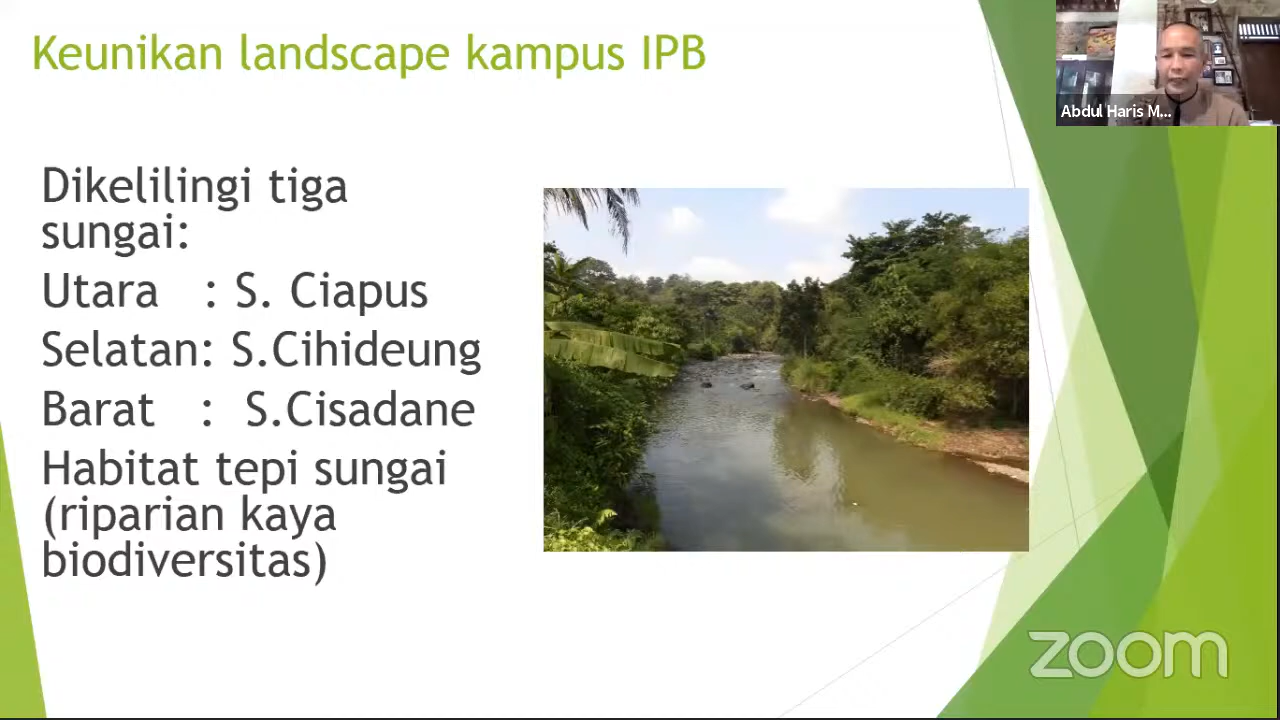 Keunikan landscape kampus IPB
Abdul Haris M...
Dikelilingi tiga
sungai:
Utara : S. Ciapus
Selatan: S.Cihideung
Barat : S.Cisadane
Habitat tepi sungai
(riparian kaya
biodiversitas)
zoom